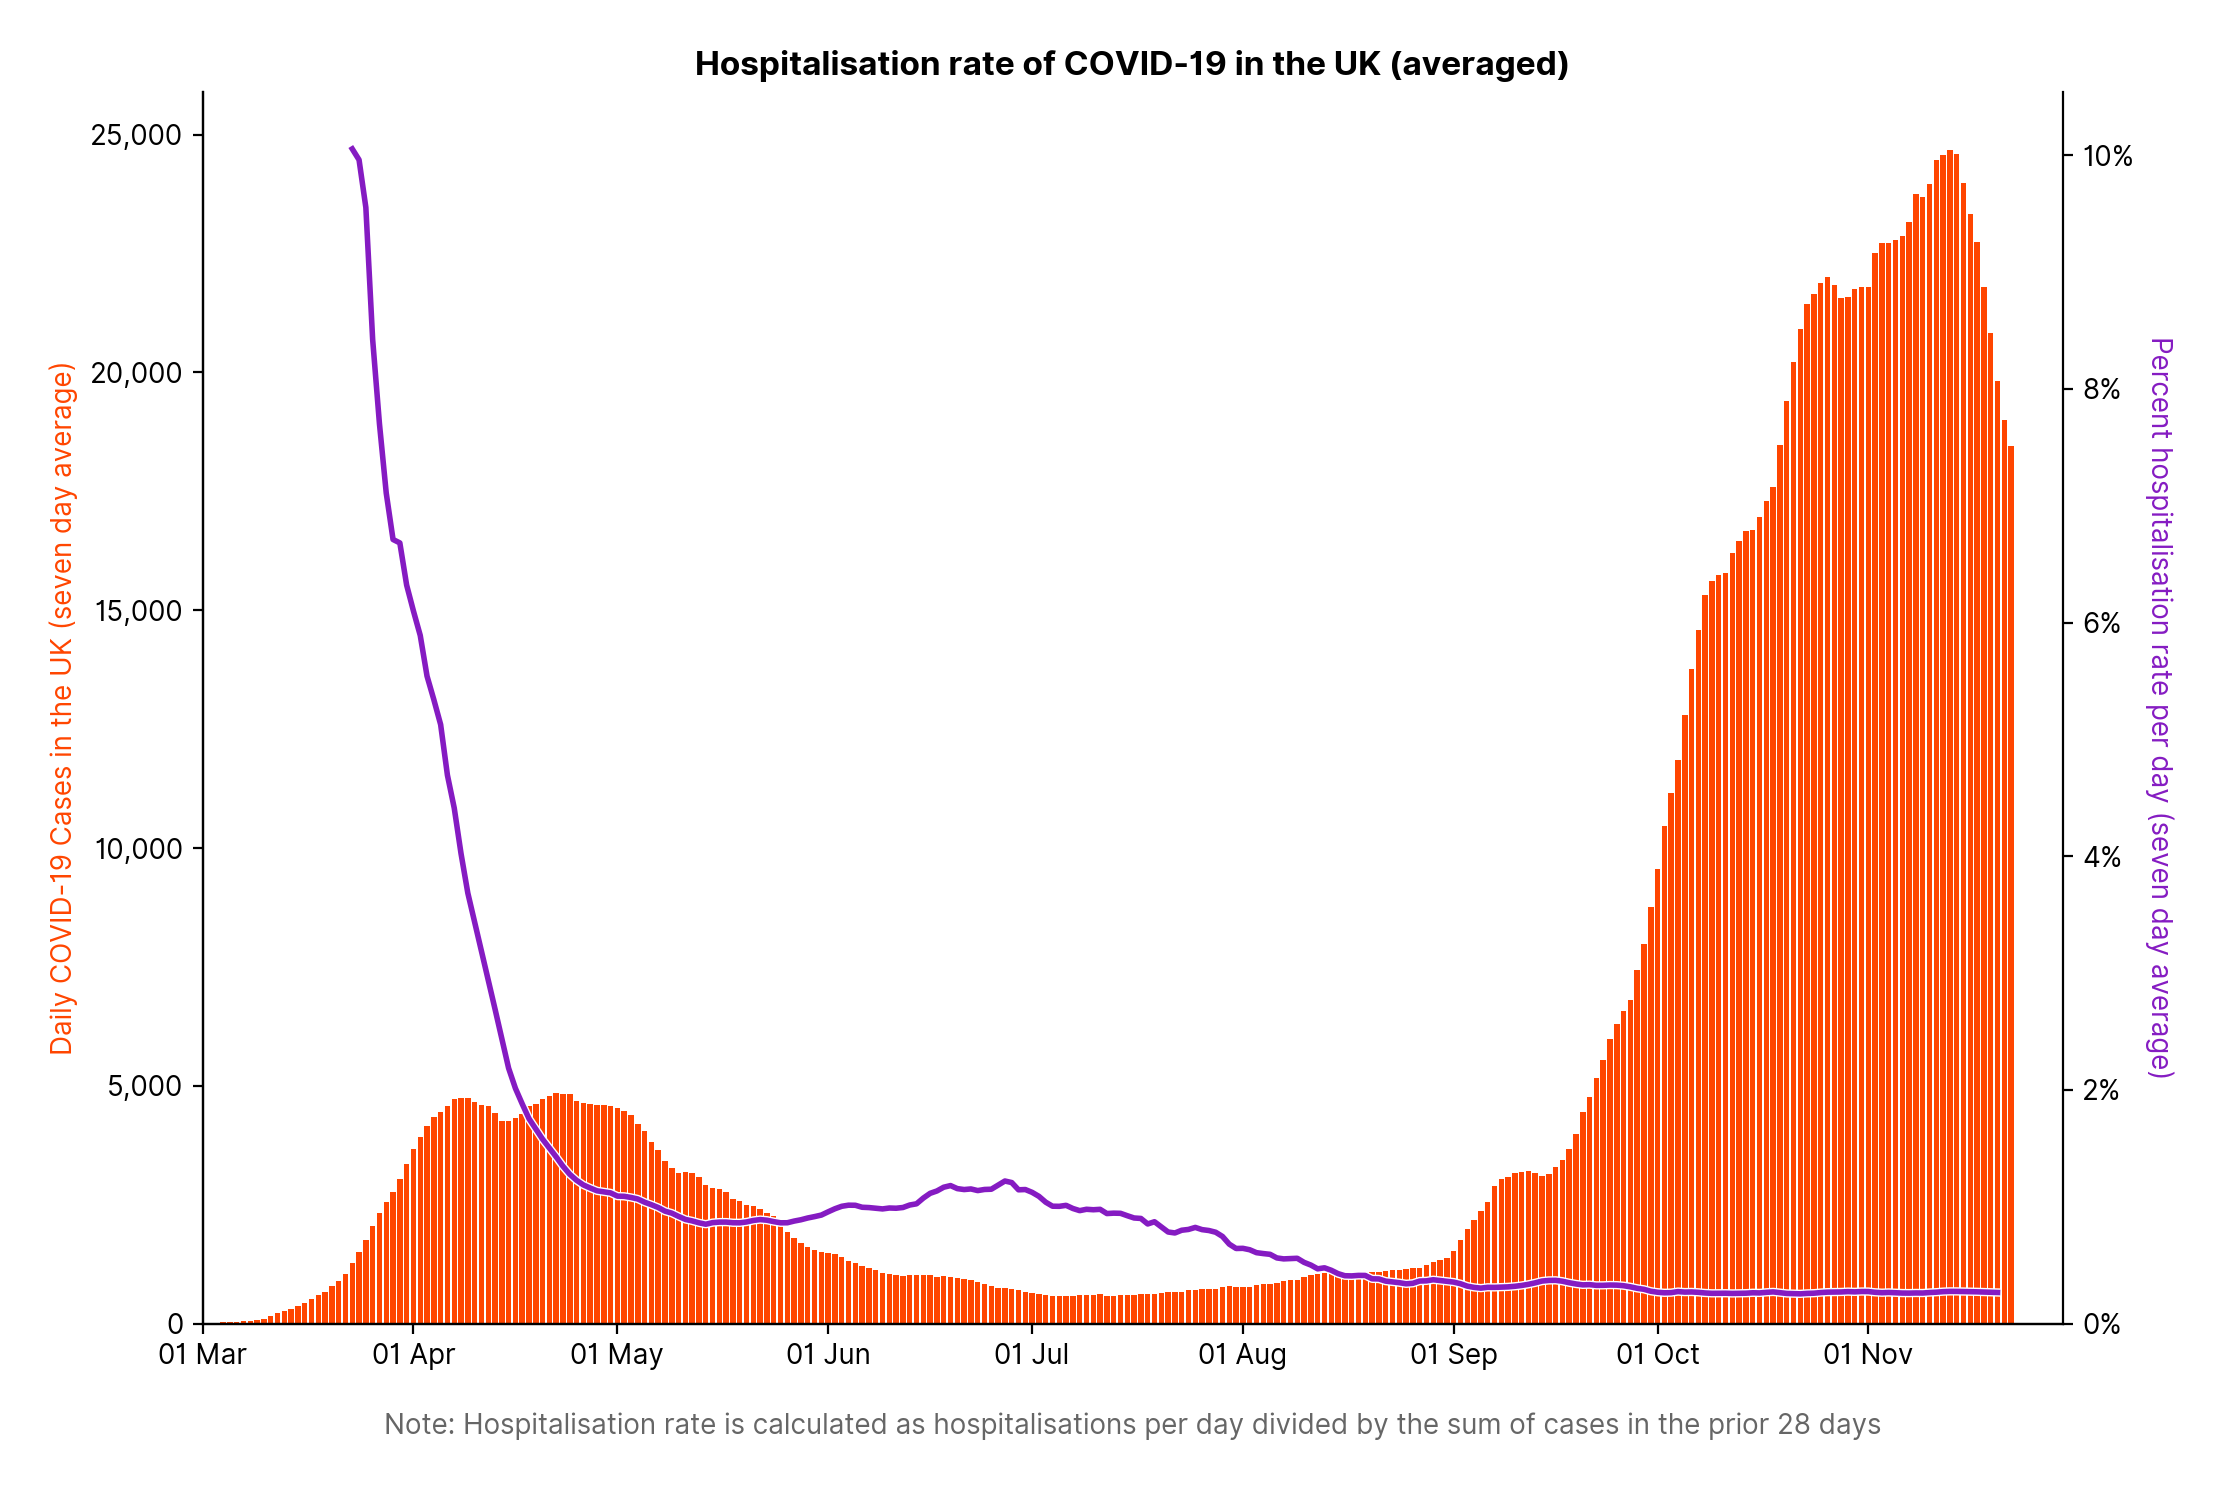 Hospitalisation rate of COVID-19 in the UK (averaged)
Daily COVID-19 Cases in the UK (seven day average)
25,000
20,000
15,000
10,000
5,000
0
10%
8%
6%
4%
2%
0%
Percent hospitalisation rate per day (seven day average)
01 Mar
01 Apr
01 May
01 Jun
01 Jul
01 Aug
01 Sep
01 Oct
01 Nov
Note: Hospitalisation rate is calculated as hospitalisations per day divided by the sum of cases in the prior 28 days